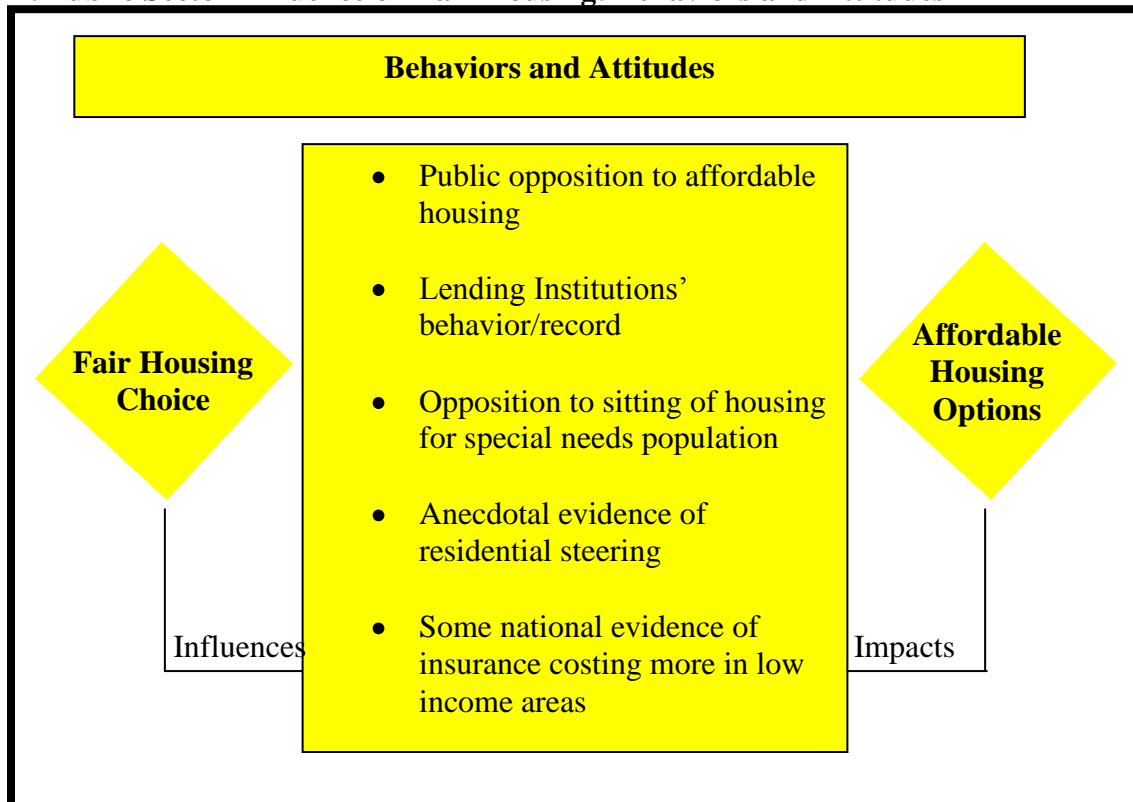 Behaviors and Attitudes
• Public opposition to affordable
housing
• Lending Institutions’
behavior/record
• Opposition to sitting of housing
for special needs population
• Anecdotal evidence of
residential steering
• Some national evidence of
insurance costing more in low
income areas
Fair Housing
Choice
Influences
Affordable
Housing
Options
Impacts